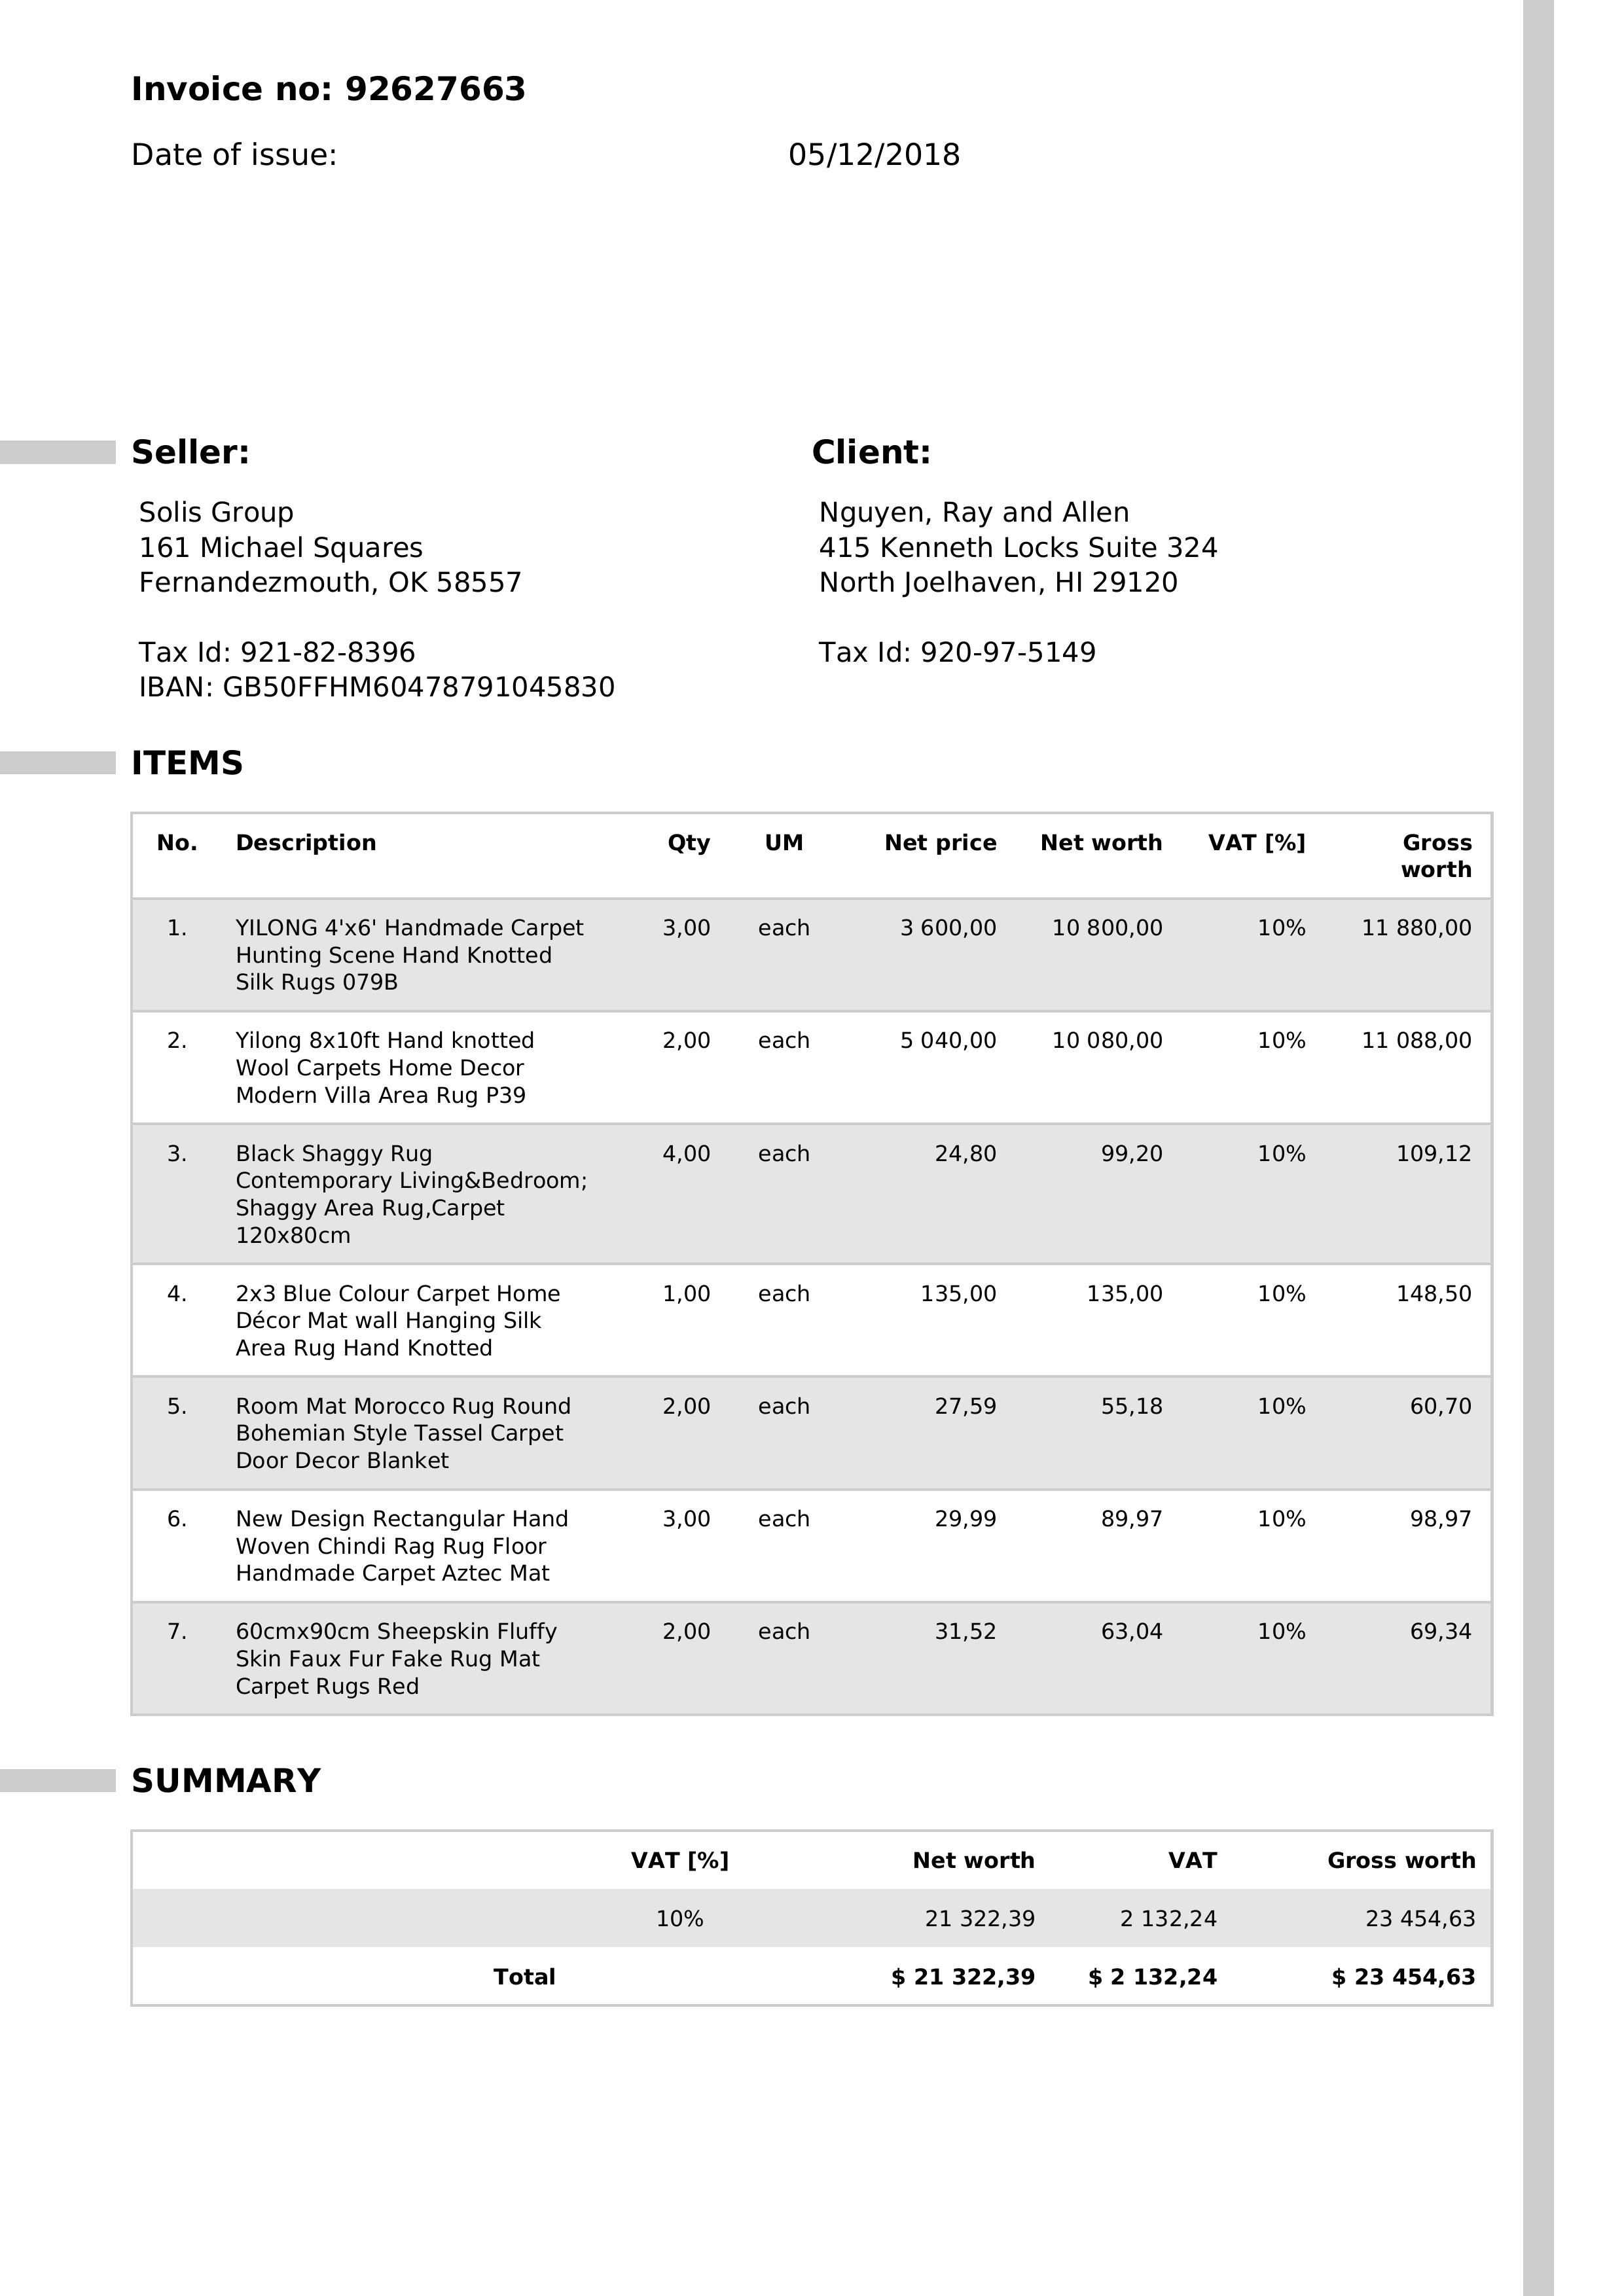 Invoice no: 92627663
Date of issue: 05/12/2018
Seller:
Solis Group
161 Michael Squares
Fernandezmouth, OK 58557
Tax Id: 921-82-8396
IBAN: GB50FFHM60478791045830
Client:
Nguyen, Ray and Allen
415 Kenneth Locks Suite 324
North Joelhaven, HI 29120
Tax Id: 920-97-5149
ITEMS
No. Description Qty UM Net price Net worth VAT [%] Gross
worth
1. YILONG 4'x6' Handmade Carpet 3,00 each 3 600,00 10 800,00 10% 11 880,00
Hunting Scene Hand Knotted
Silk Rugs 079B
2. Yilong 8x10ft Hand knotted 2,00 each 5 040,00 10 080,00 10% 11 088,00
Wool Carpets Home Decor
Modern Villa Area Rug P39
3. Black Shaggy Rug 4,00 each 24,80 99,20 10% 109,12
Contemporary Living&Bedroom;
Shaggy Area Rug,Carpet
120x80cm
4. 2x3 Blue Colour Carpet Home 1,00 each 135,00 135,00 10% 148,50
Décor Mat wall Hanging Silk
Area Rug Hand Knotted
5. Room Mat Morocco Rug Round 2,00 each 27,59 55,18 10% 60,70
Bohemian Style Tassel Carpet
Door Decor Blanket
6. New Design Rectangular Hand 3,00 each 29,99 89,97 10% 98,97
Woven Chindi Rag Rug Floor
Handmade Carpet Aztec Mat
7. 60cmx90cm Sheepskin Fluffy 2,00 each 31,52 63,04 10% 69,34
Skin Faux Fur Fake Rug Mat
Carpet Rugs Red
SUMMARY
VAT [%] Net worth VAT Gross worth
10% 21 322,39 2 132,24 23 454,63
Total $ 21 322,39 $ 2 132,24 $ 23 454,63